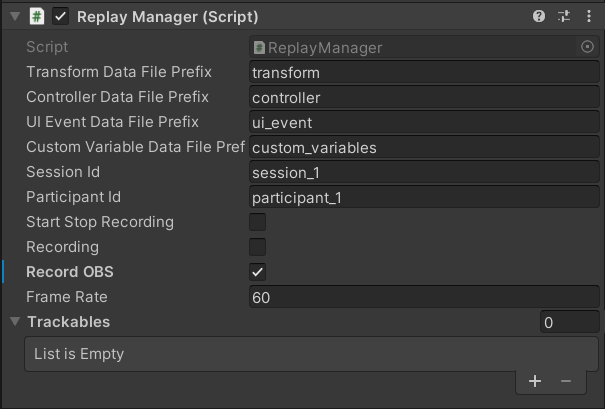 Replay Manager (Script)
Script ReplayManager
Transform Data File Prefix transform
Controller Data File Prefix controller
UI Event Data File Prefix ui_event
Custom Variable Data File Pref custom_variables
Session Id session_1
Participant Id participant_1
Start Stop Recording
Recording
Record OBS
Frame Rate 60
Trackables 0
List is Empty
+ −